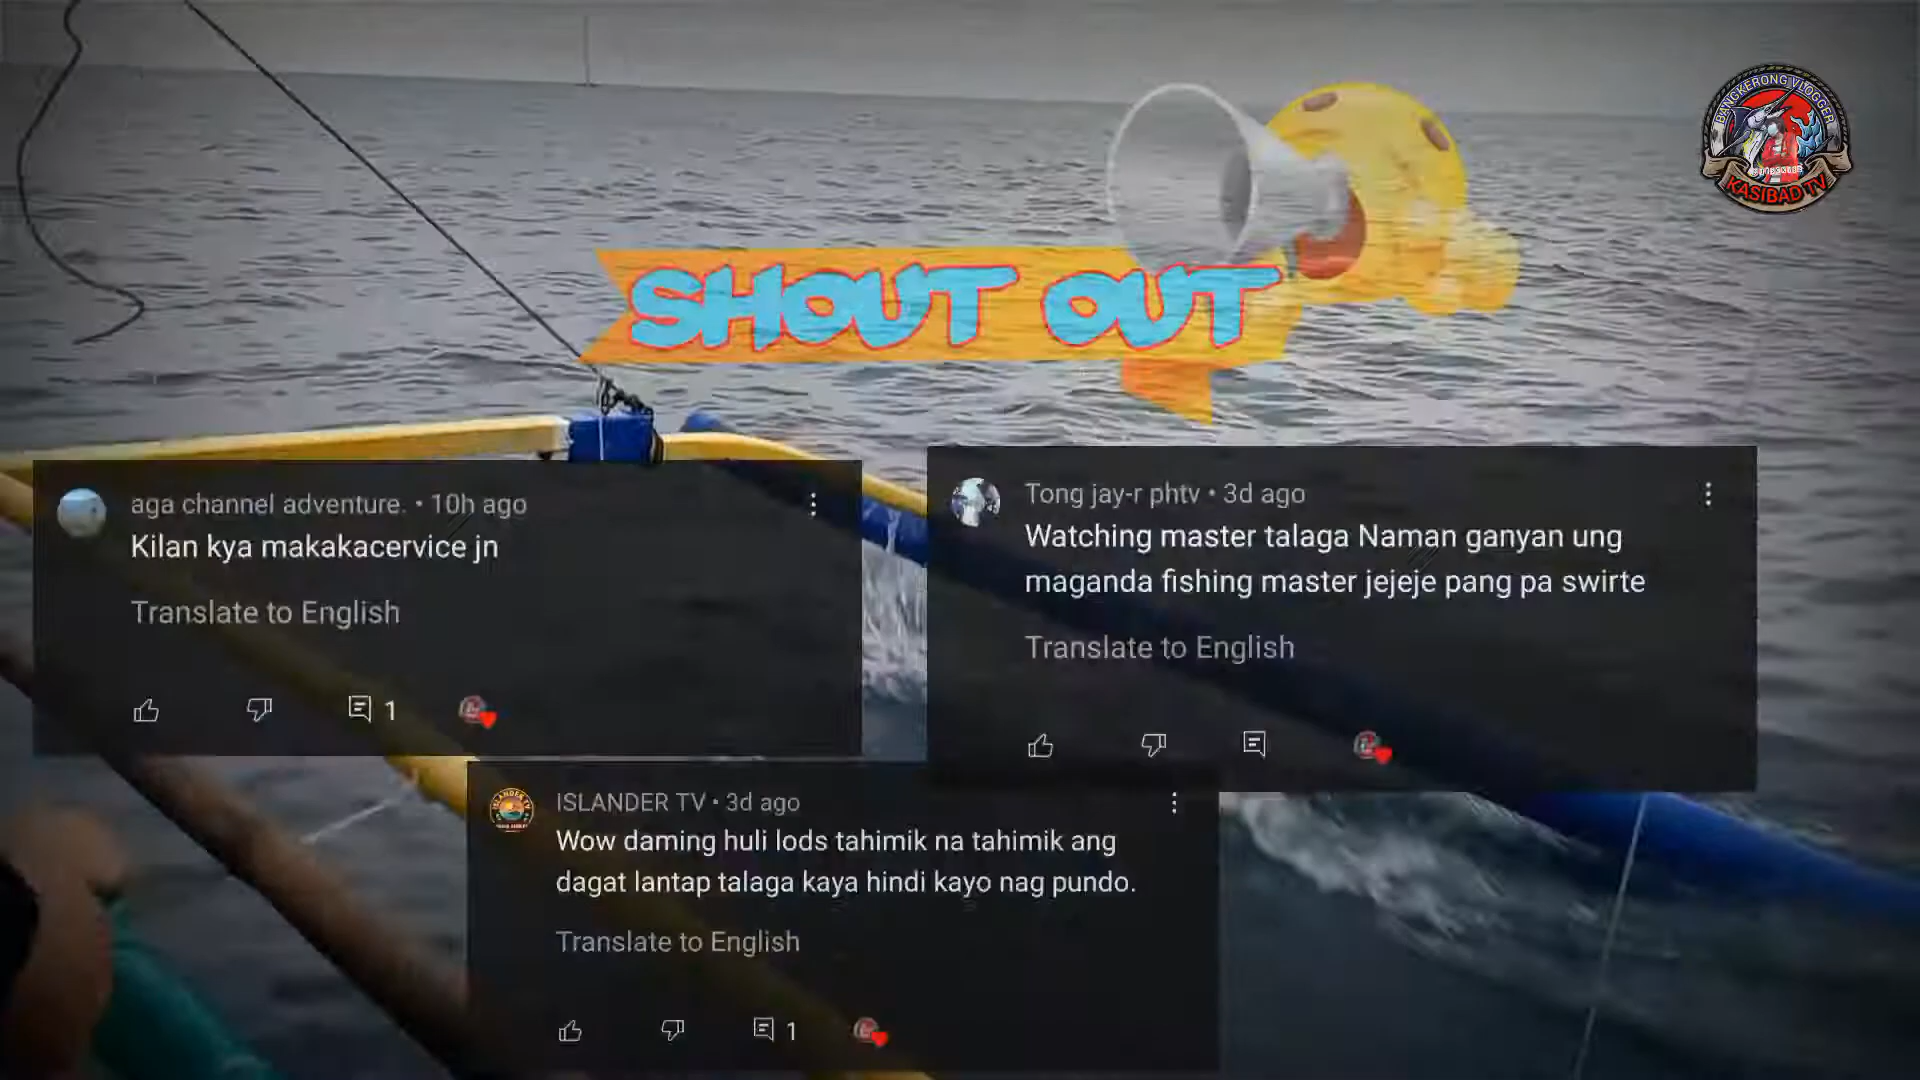 BANGKERONG VLOGGER
KASIBAD TV
SHOUT OUT
aga channel adventure. • 10h ago
Kilan kya makakacervice jn
Translate to English
1
Tong jay-r phtv • 3d ago
Watching master talaga Naman ganyan ung
maganda fishing master jejeje pang pa swirte
Translate to English
ISLANDER TV • 3d ago
Wow daming huli lods tahimik na tahimik ang
dagat lantap talaga kaya hindi kayo nag pundo.
Translate to English
1